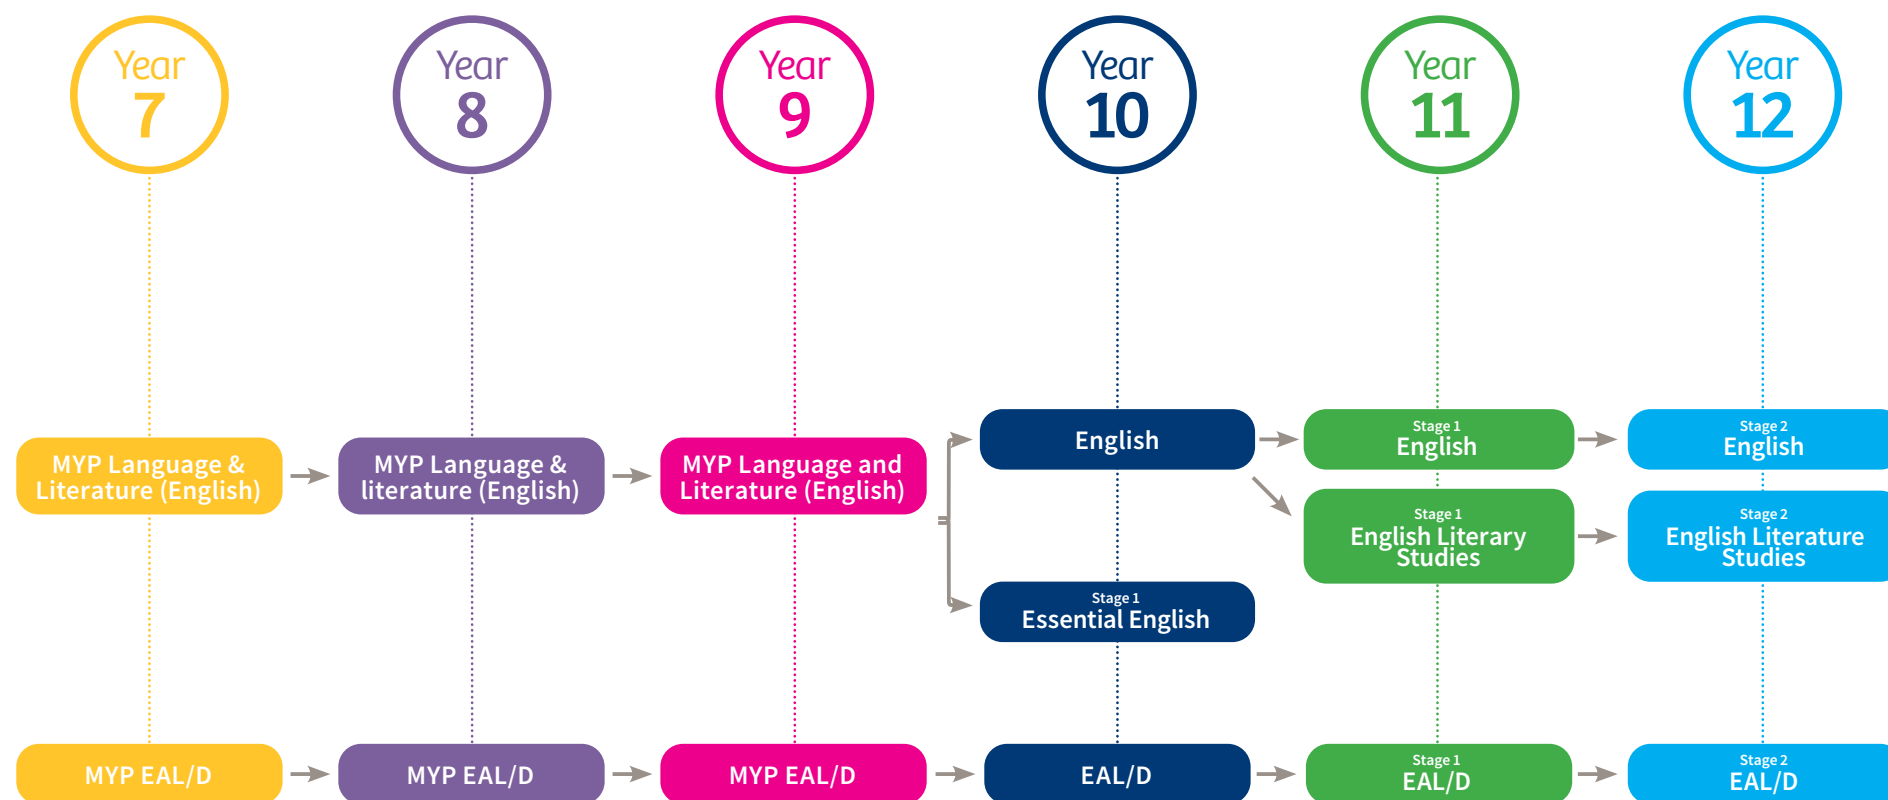 Year
7
Year
8
Year
9
Year
10
Year
11
Year
12
MYP Language &
Literature (English)
MYP Language &
literature (English)
MYP Language and
Literature (English)
English
Stage 1
English
Stage 2
English
Stage 1
English Literary
Studies
Stage 2
English Literature
Studies
Stage 1
Essential English
MYP EAL/D
MYP EAL/D
MYP EAL/D
EAL/D
Stage 1
EAL/D
Stage 2
EAL/D